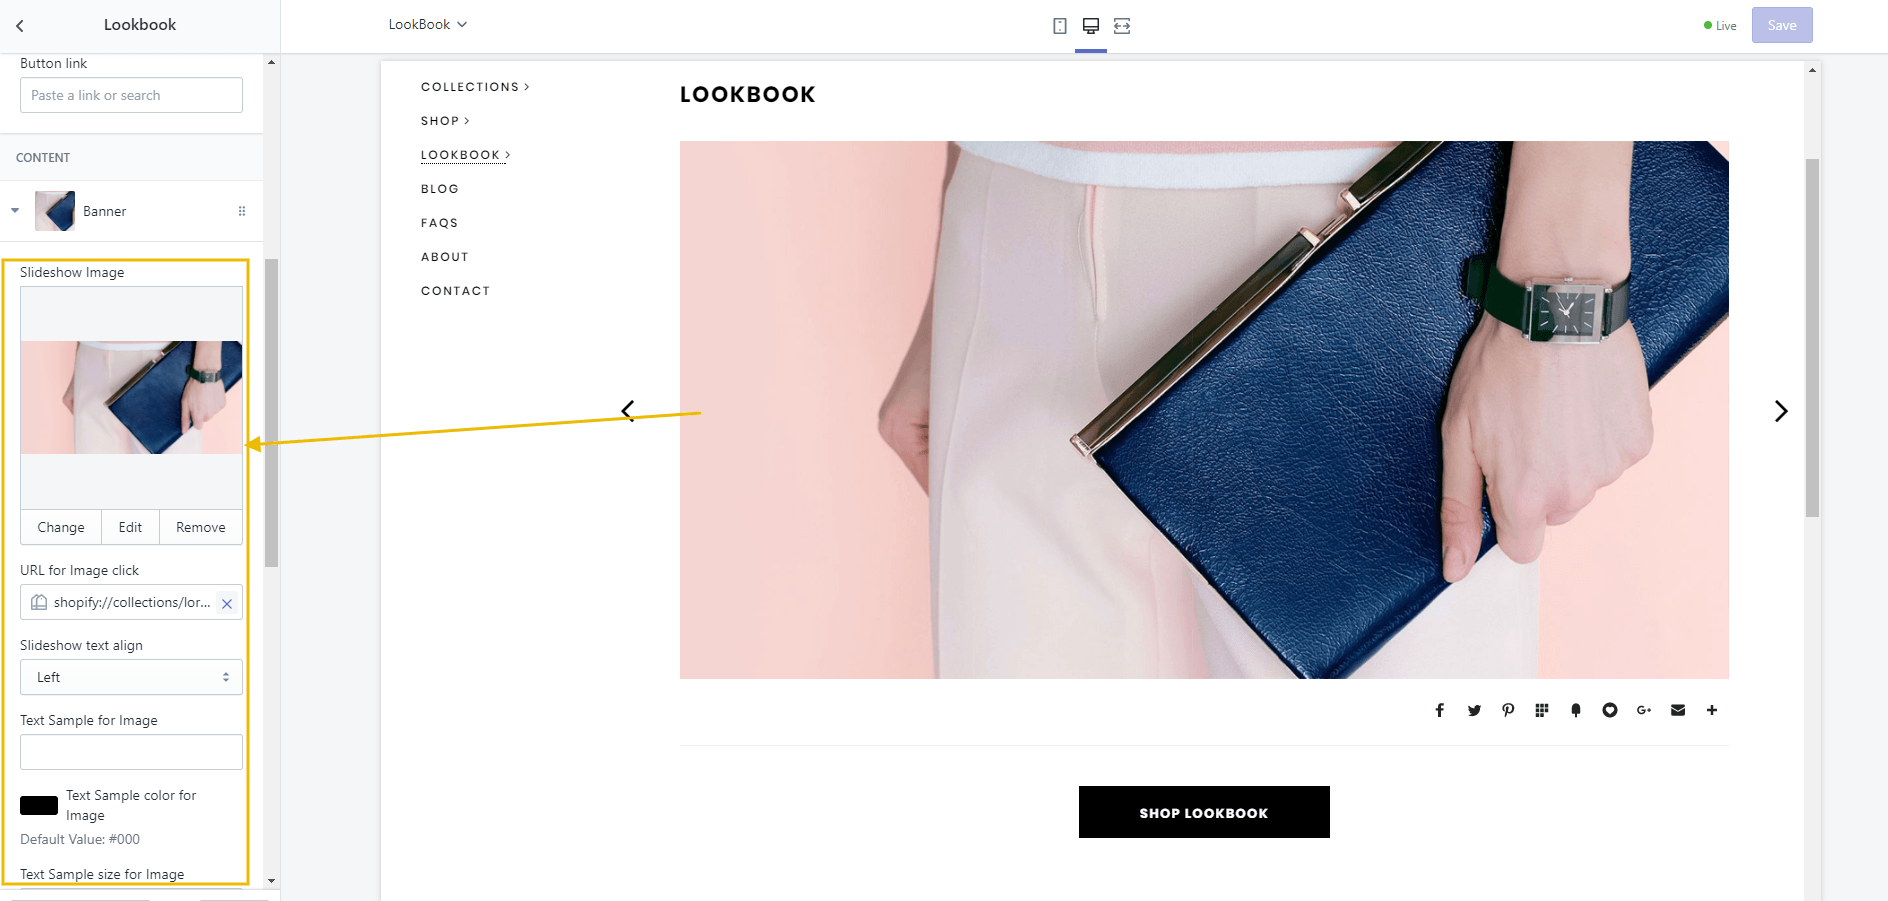 Lookbook
LookBook
Live
Save
Button link
Paste a link or search
CONTENT
Banner
Slideshow Image
Change
Edit
Remove
URL for Image click
shopify://collections/lor...
Slideshow text align
Left
Text Sample for Image
Text Sample color for
Image
Default Value: #000
Text Sample size for Image
COLLECTIONS
SHOP
LOOKBOOK
BLOG
FAQS
ABOUT
CONTACT
LOOKBOOK
G+
SHOP LOOKBOOK